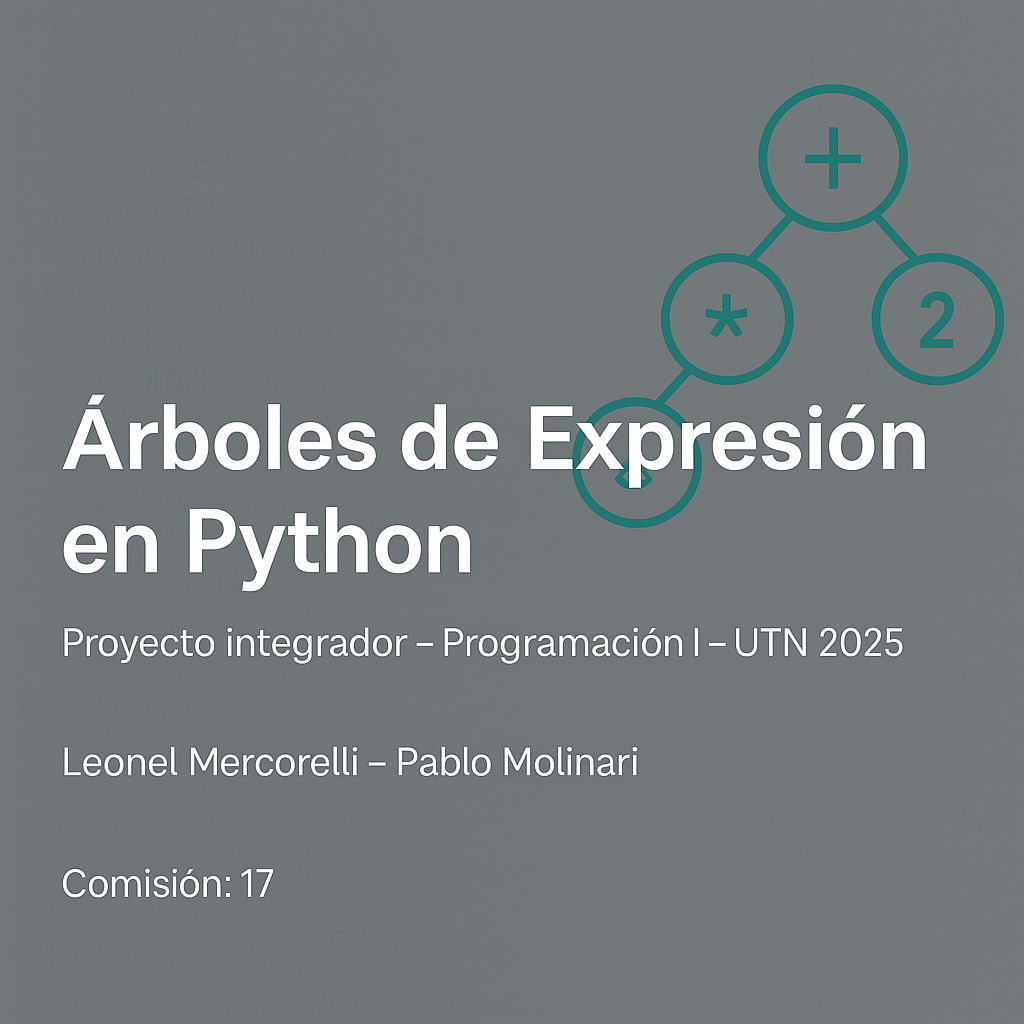 +
* 2
Árboles de Expresión
en Python
Proyecto integrador – Programación I – UTN 2025
Leonel Mercorelli – Pablo Molinari
Comisión: 17